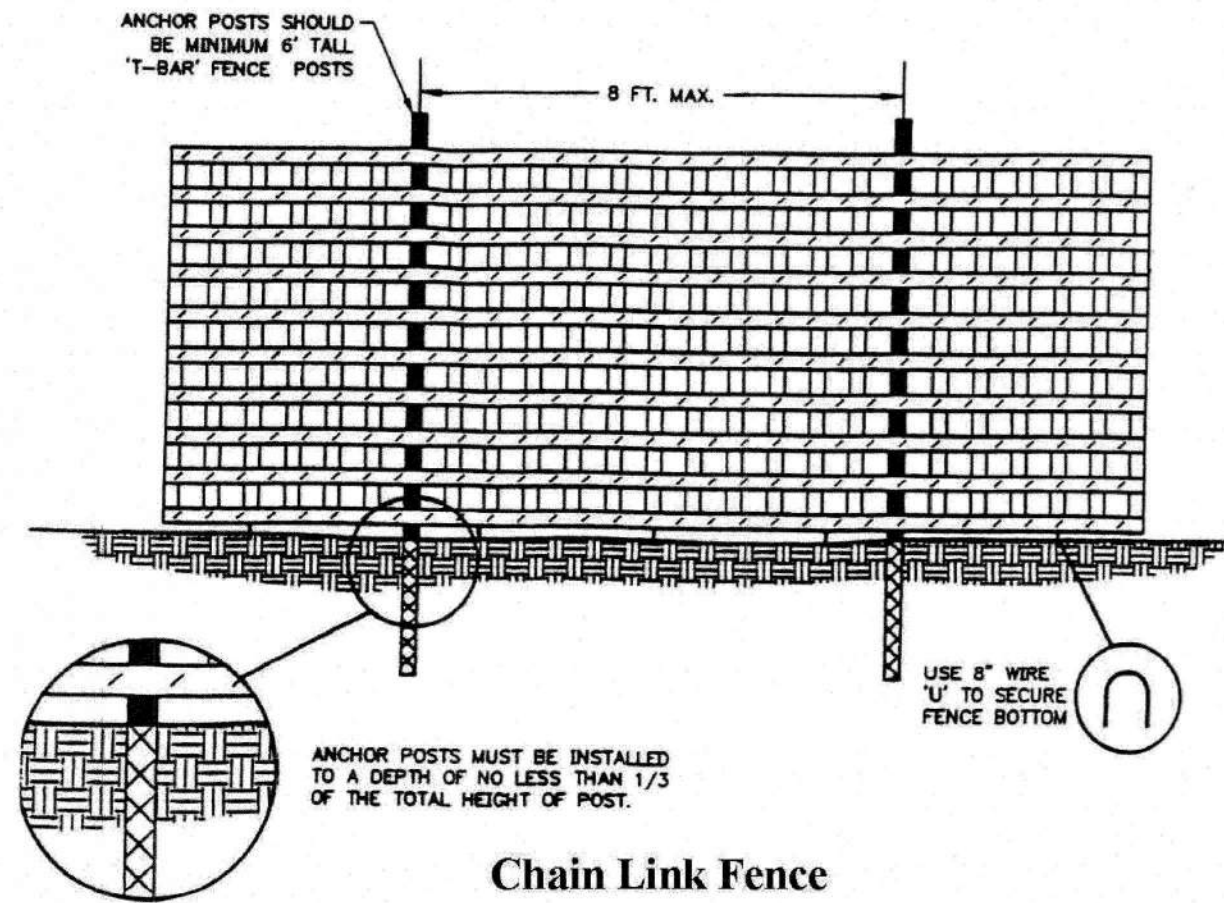 ANCHOR POSTS SHOULD
BE MINIMUM 6' TALL
'T-BAR' FENCE POSTS
8 FT. MAX.
USE 8" WIRE
'U' TO SECURE
FENCE BOTTOM
ANCHOR POSTS MUST BE INSTALLED
TO A DEPTH OF NO LESS THAN 1/3
OF THE TOTAL HEIGHT OF POST.
Chain Link Fence